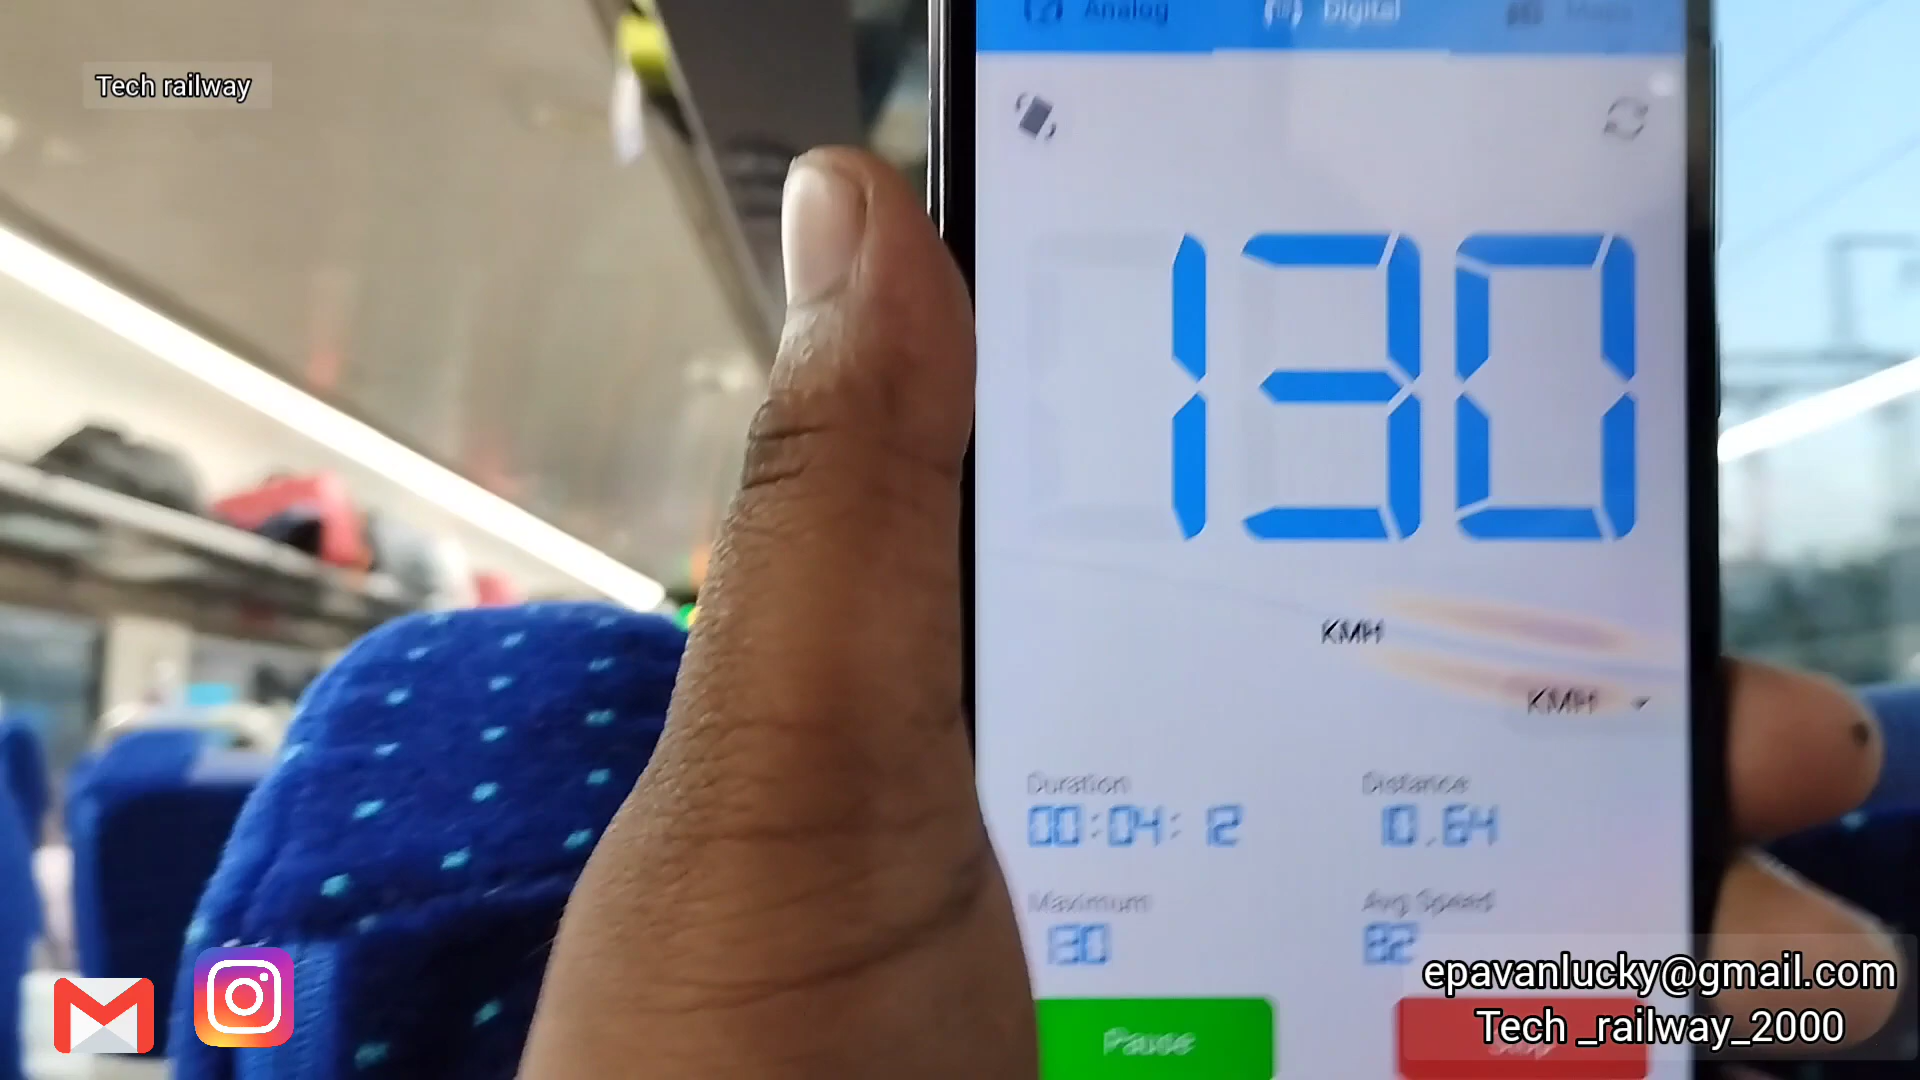 Tech railway
Analog Digital
130
KMH
KMH
Duration Distance
00:04:12 10.64
Maximum Avg Speed
130 82
Pause
epavanlucky@gmail.com
Tech _railway_2000